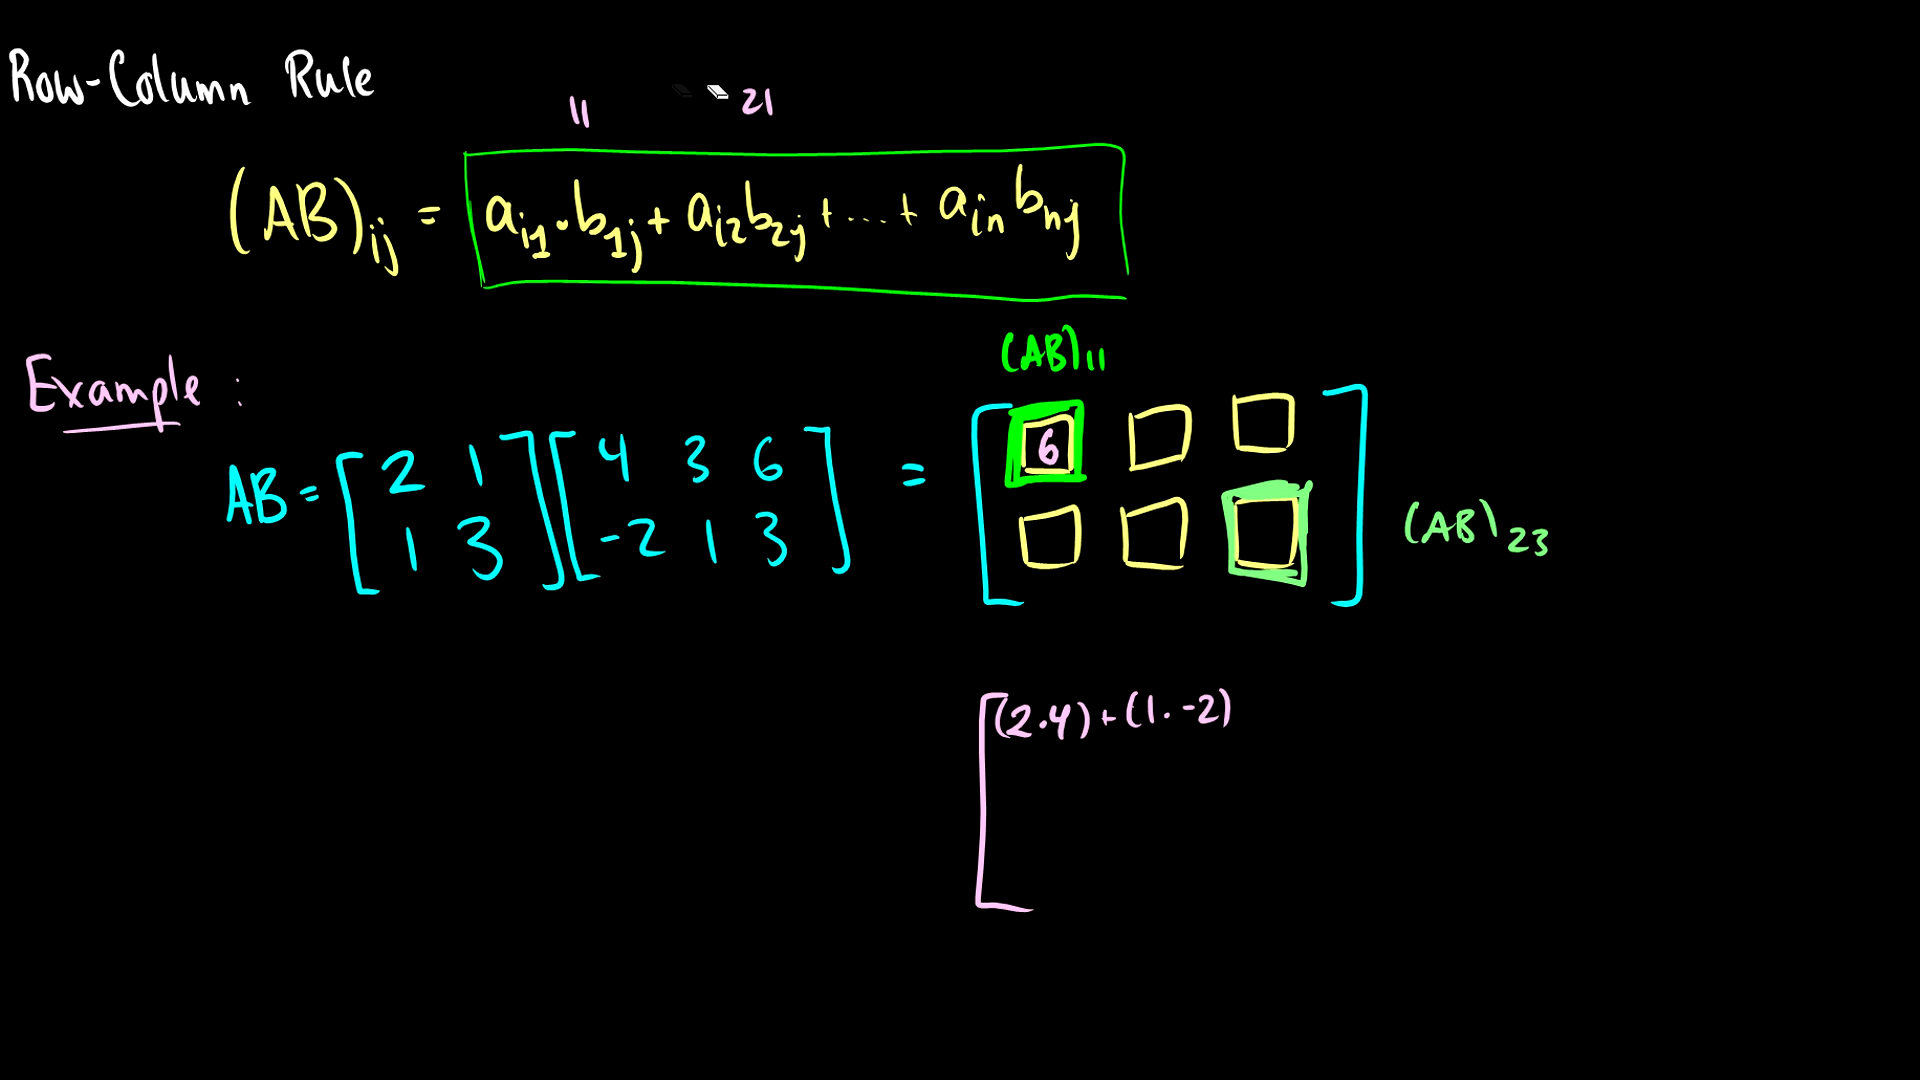 Row-Column Rule
11 21
(AB)ij = ai1·b1j + ai2b2j + ... + ainbnj
(AB)11
Example :
AB = [2 1 [4 3 6 = [6
1 3] -2 1 3] ] (AB)23
[(2·4) + (1·-2)